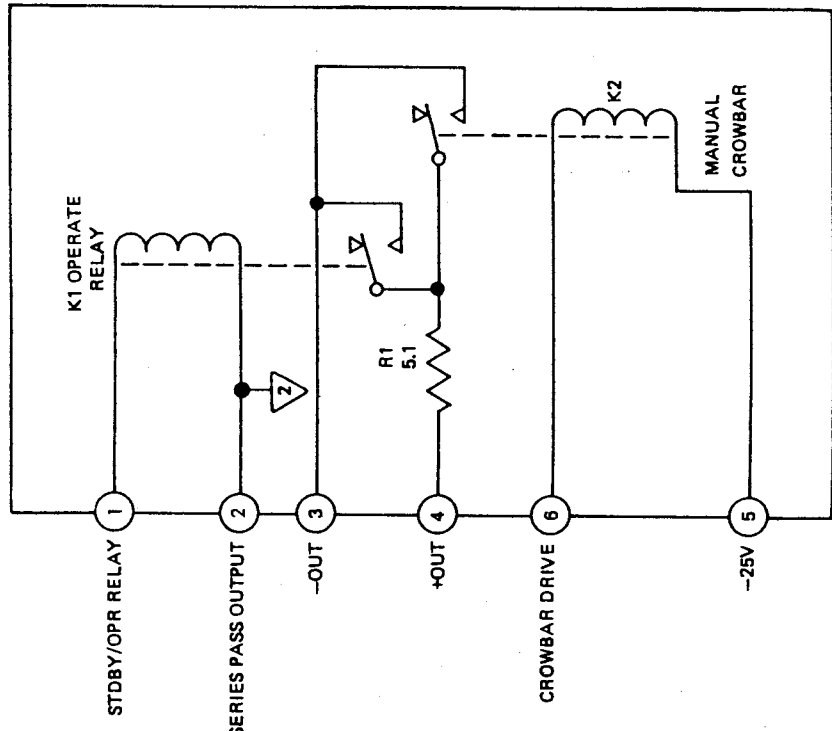 K1 OPERATE
RELAY
2
R1
5.1
K2
MANUAL
CROWBAR
1
2
3
4
6
5
STDBY/OPR RELAY
SERIES PASS OUTPUT
–OUT
+OUT
CROWBAR DRIVE
–25V